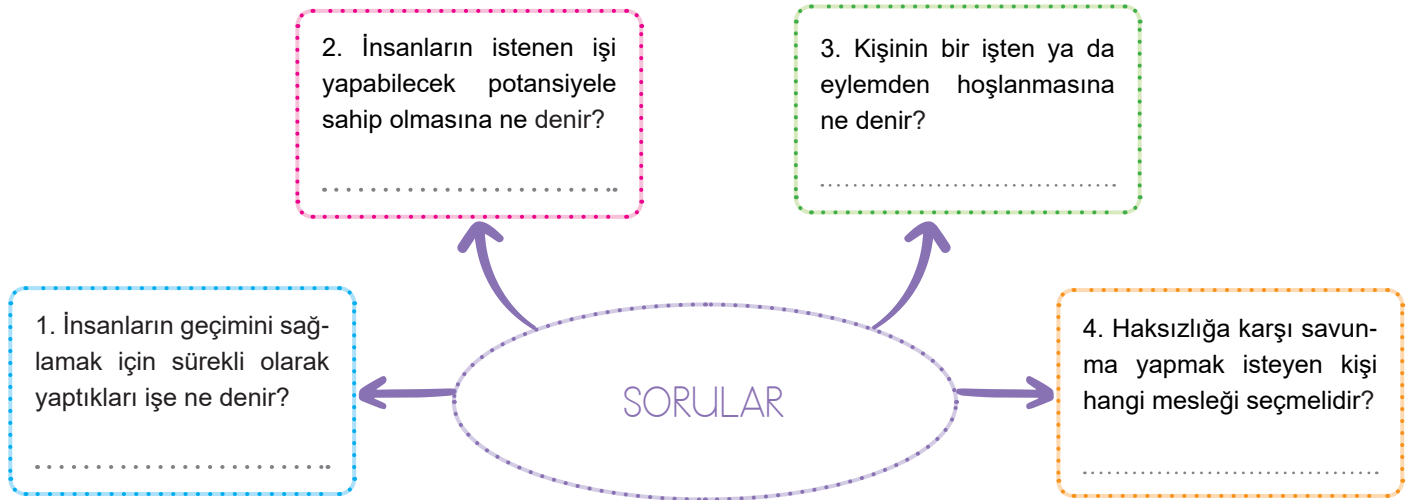 2. İnsanların istenen işi
yapabilecek potansiyele
sahip olmasına ne denir?
3. Kişinin bir işten ya da
eylemden hoşlanmasına
ne denir?
1. İnsanların geçimini sağ-
lamak için sürekli olarak
yaptıkları işe ne denir?
SORULAR
4. Haksızlığa karşı savun-
ma yapmak isteyen kişi
hangi mesleği seçmelidir?